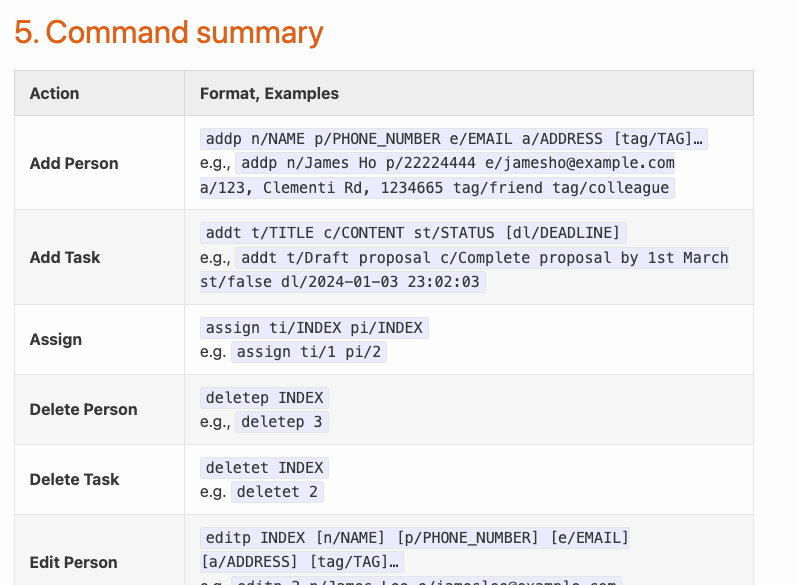 5. Command summary
Action
Format, Examples
Add Person
addp n/NAME p/PHONE_NUMBER e/EMAIL a/ADDRESS [tag/TAG]…
e.g., addp n/James Ho p/22224444 e/jamesho@example.com
a/123, Clementi Rd, 1234665 tag/friend tag/colleague
Add Task
addt t/TITLE c/CONTENT st/STATUS [dl/DEADLINE]
e.g., addt t/Draft proposal c/Complete proposal by 1st March
st/false dl/2024-01-03 23:02:03
Assign
assign ti/INDEX pi/INDEX
e.g. assign ti/1 pi/2
Delete Person
deletep INDEX
e.g., deletep 3
Delete Task
deletet INDEX
e.g. deletet 2
Edit Person
editp INDEX [n/NAME] [p/PHONE_NUMBER] [e/EMAIL]
[a/ADDRESS] [tag/TAG]…